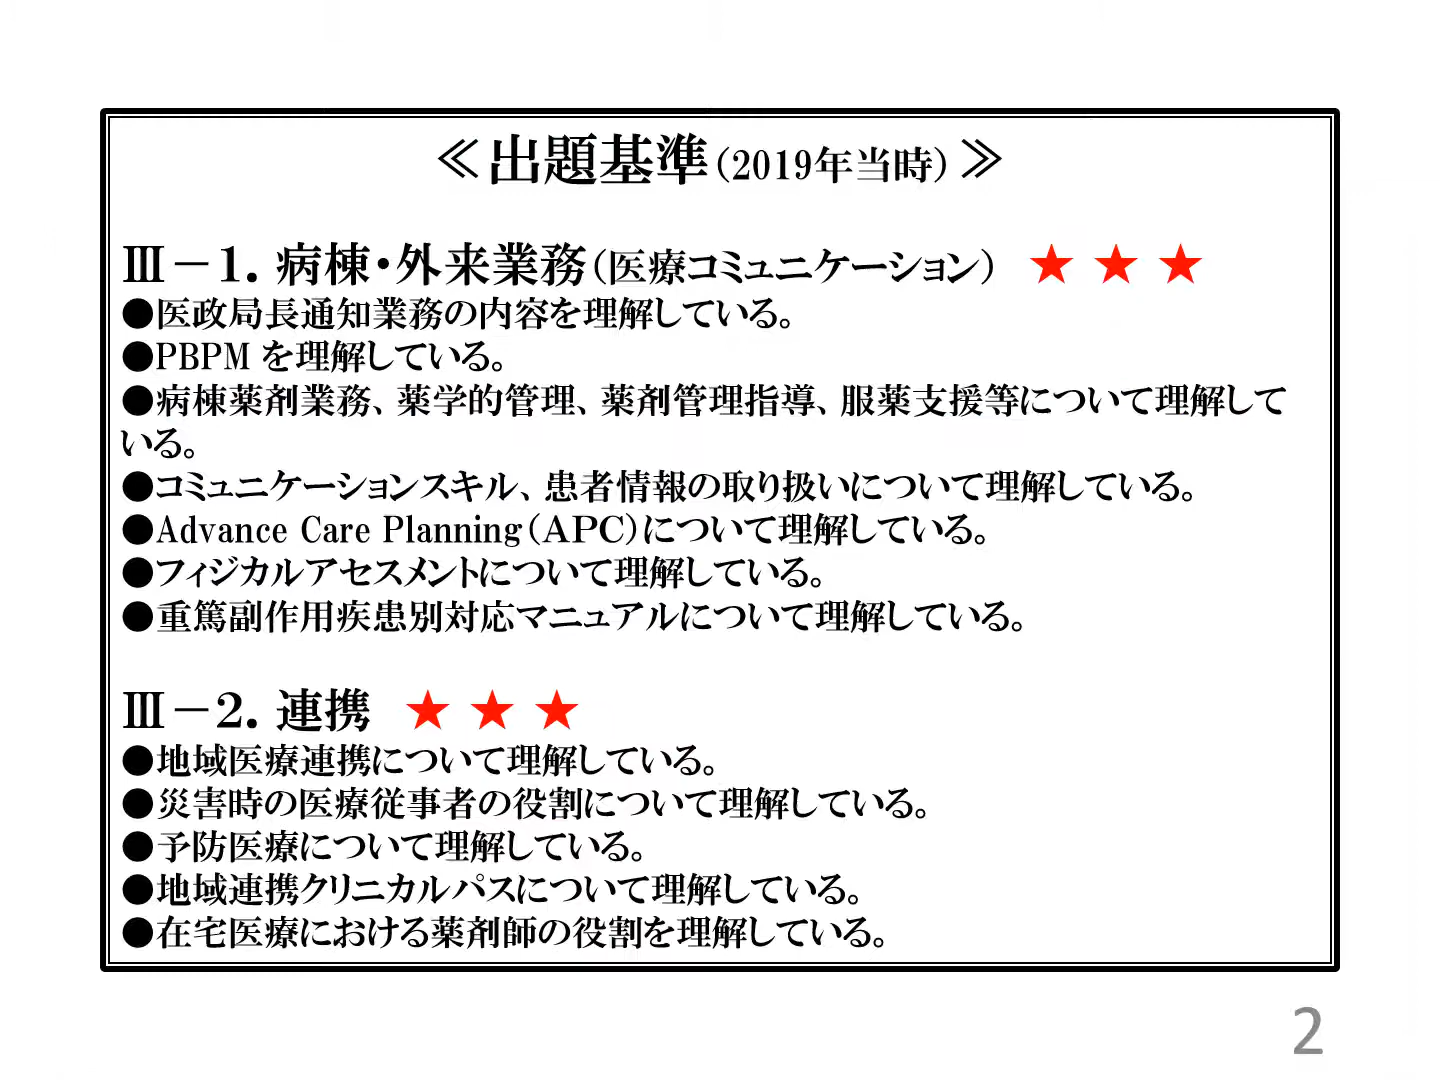 ≪出題基準（2019年当時）≫
Ⅲ－1．病棟・外来業務（医療コミュニケーション） ★ ★ ★
●医政局長通知業務の内容を理解している。
●PBPM を理解している。
●病棟薬剤業務、薬学的管理、薬剤管理指導、服薬支援等について理解して
いる。
●コミュニケーションスキル、患者情報の取り扱いについて理解している。
●Advance Care Planning（APC）について理解している。
●フィジカルアセスメントについて理解している。
●重篤副作用疾患別対応マニュアルについて理解している。
Ⅲ－2．連携 ★ ★ ★
●地域医療連携について理解している。
●災害時の医療従事者の役割について理解している。
●予防医療について理解している。
●地域連携クリニカルパスについて理解している。
●在宅医療における薬剤師の役割を理解している。
2